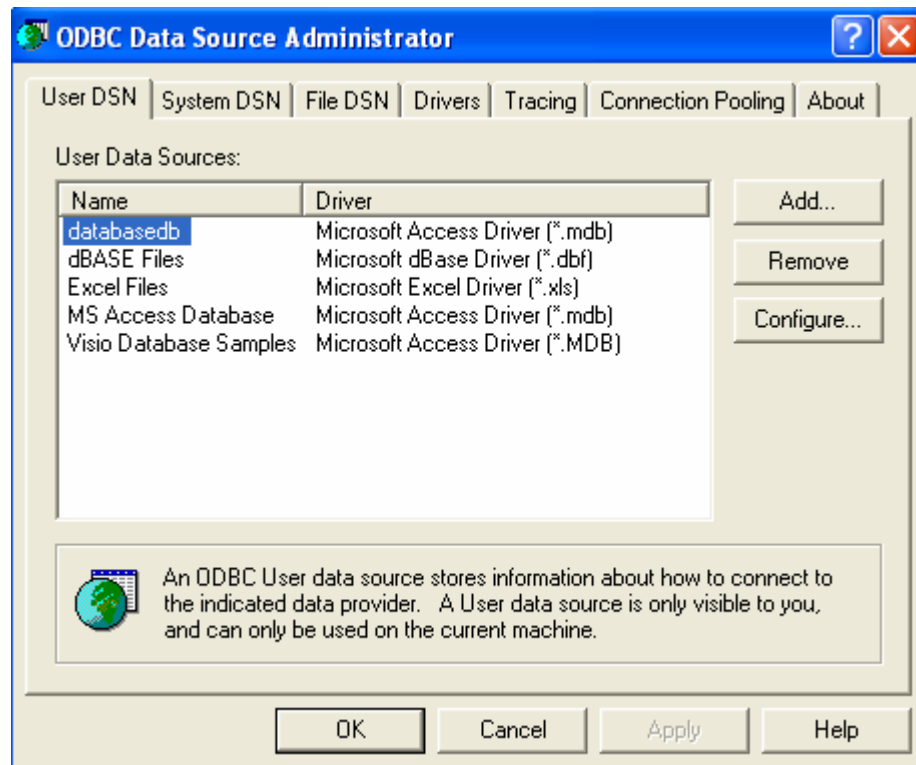 ODBC Data Source Administrator
User DSN System DSN File DSN Drivers Tracing Connection Pooling About
User Data Sources:
Name Driver
databasedb Microsoft Access Driver (*.mdb)
dBASE Files Microsoft dBase Driver (*.dbf)
Excel Files Microsoft Excel Driver (*.xls)
MS Access Database Microsoft Access Driver (*.mdb)
Visio Database Samples Microsoft Access Driver (*.MDB)
Add...
Remove
Configure...
An ODBC User data source stores information about how to connect to
the indicated data provider. A User data source is only visible to you,
and can only be used on the current machine.
OK Cancel Apply Help